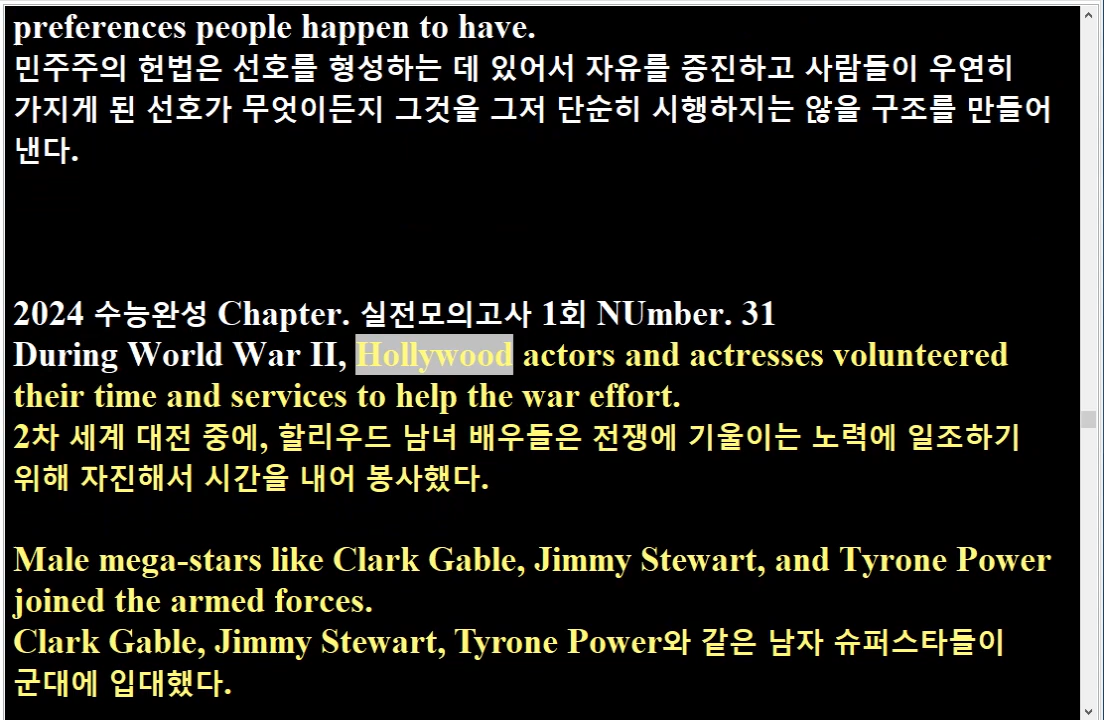 preferences people happen to have.
민주주의 헌법은 선호를 형성하는 데 있어서 자유를 증진하고 사람들이 우연히
가지게 된 선호가 무엇이든지 그것을 그저 단순히 시행하지는 않을 구조를 만들어
낸다.
2024 수능완성 Chapter. 실전모의고사 1회 NUmber. 31
During World War II, Hollywood actors and actresses volunteered
their time and services to help the war effort.
2차 세계 대전 중에, 할리우드 남녀 배우들은 전쟁에 기울이는 노력에 일조하기
위해 자진해서 시간을 내어 봉사했다.
Male mega-stars like Clark Gable, Jimmy Stewart, and Tyrone Power
joined the armed forces.
Clark Gable, Jimmy Stewart, Tyrone Power와 같은 남자 슈퍼스타들이
군대에 입대했다.